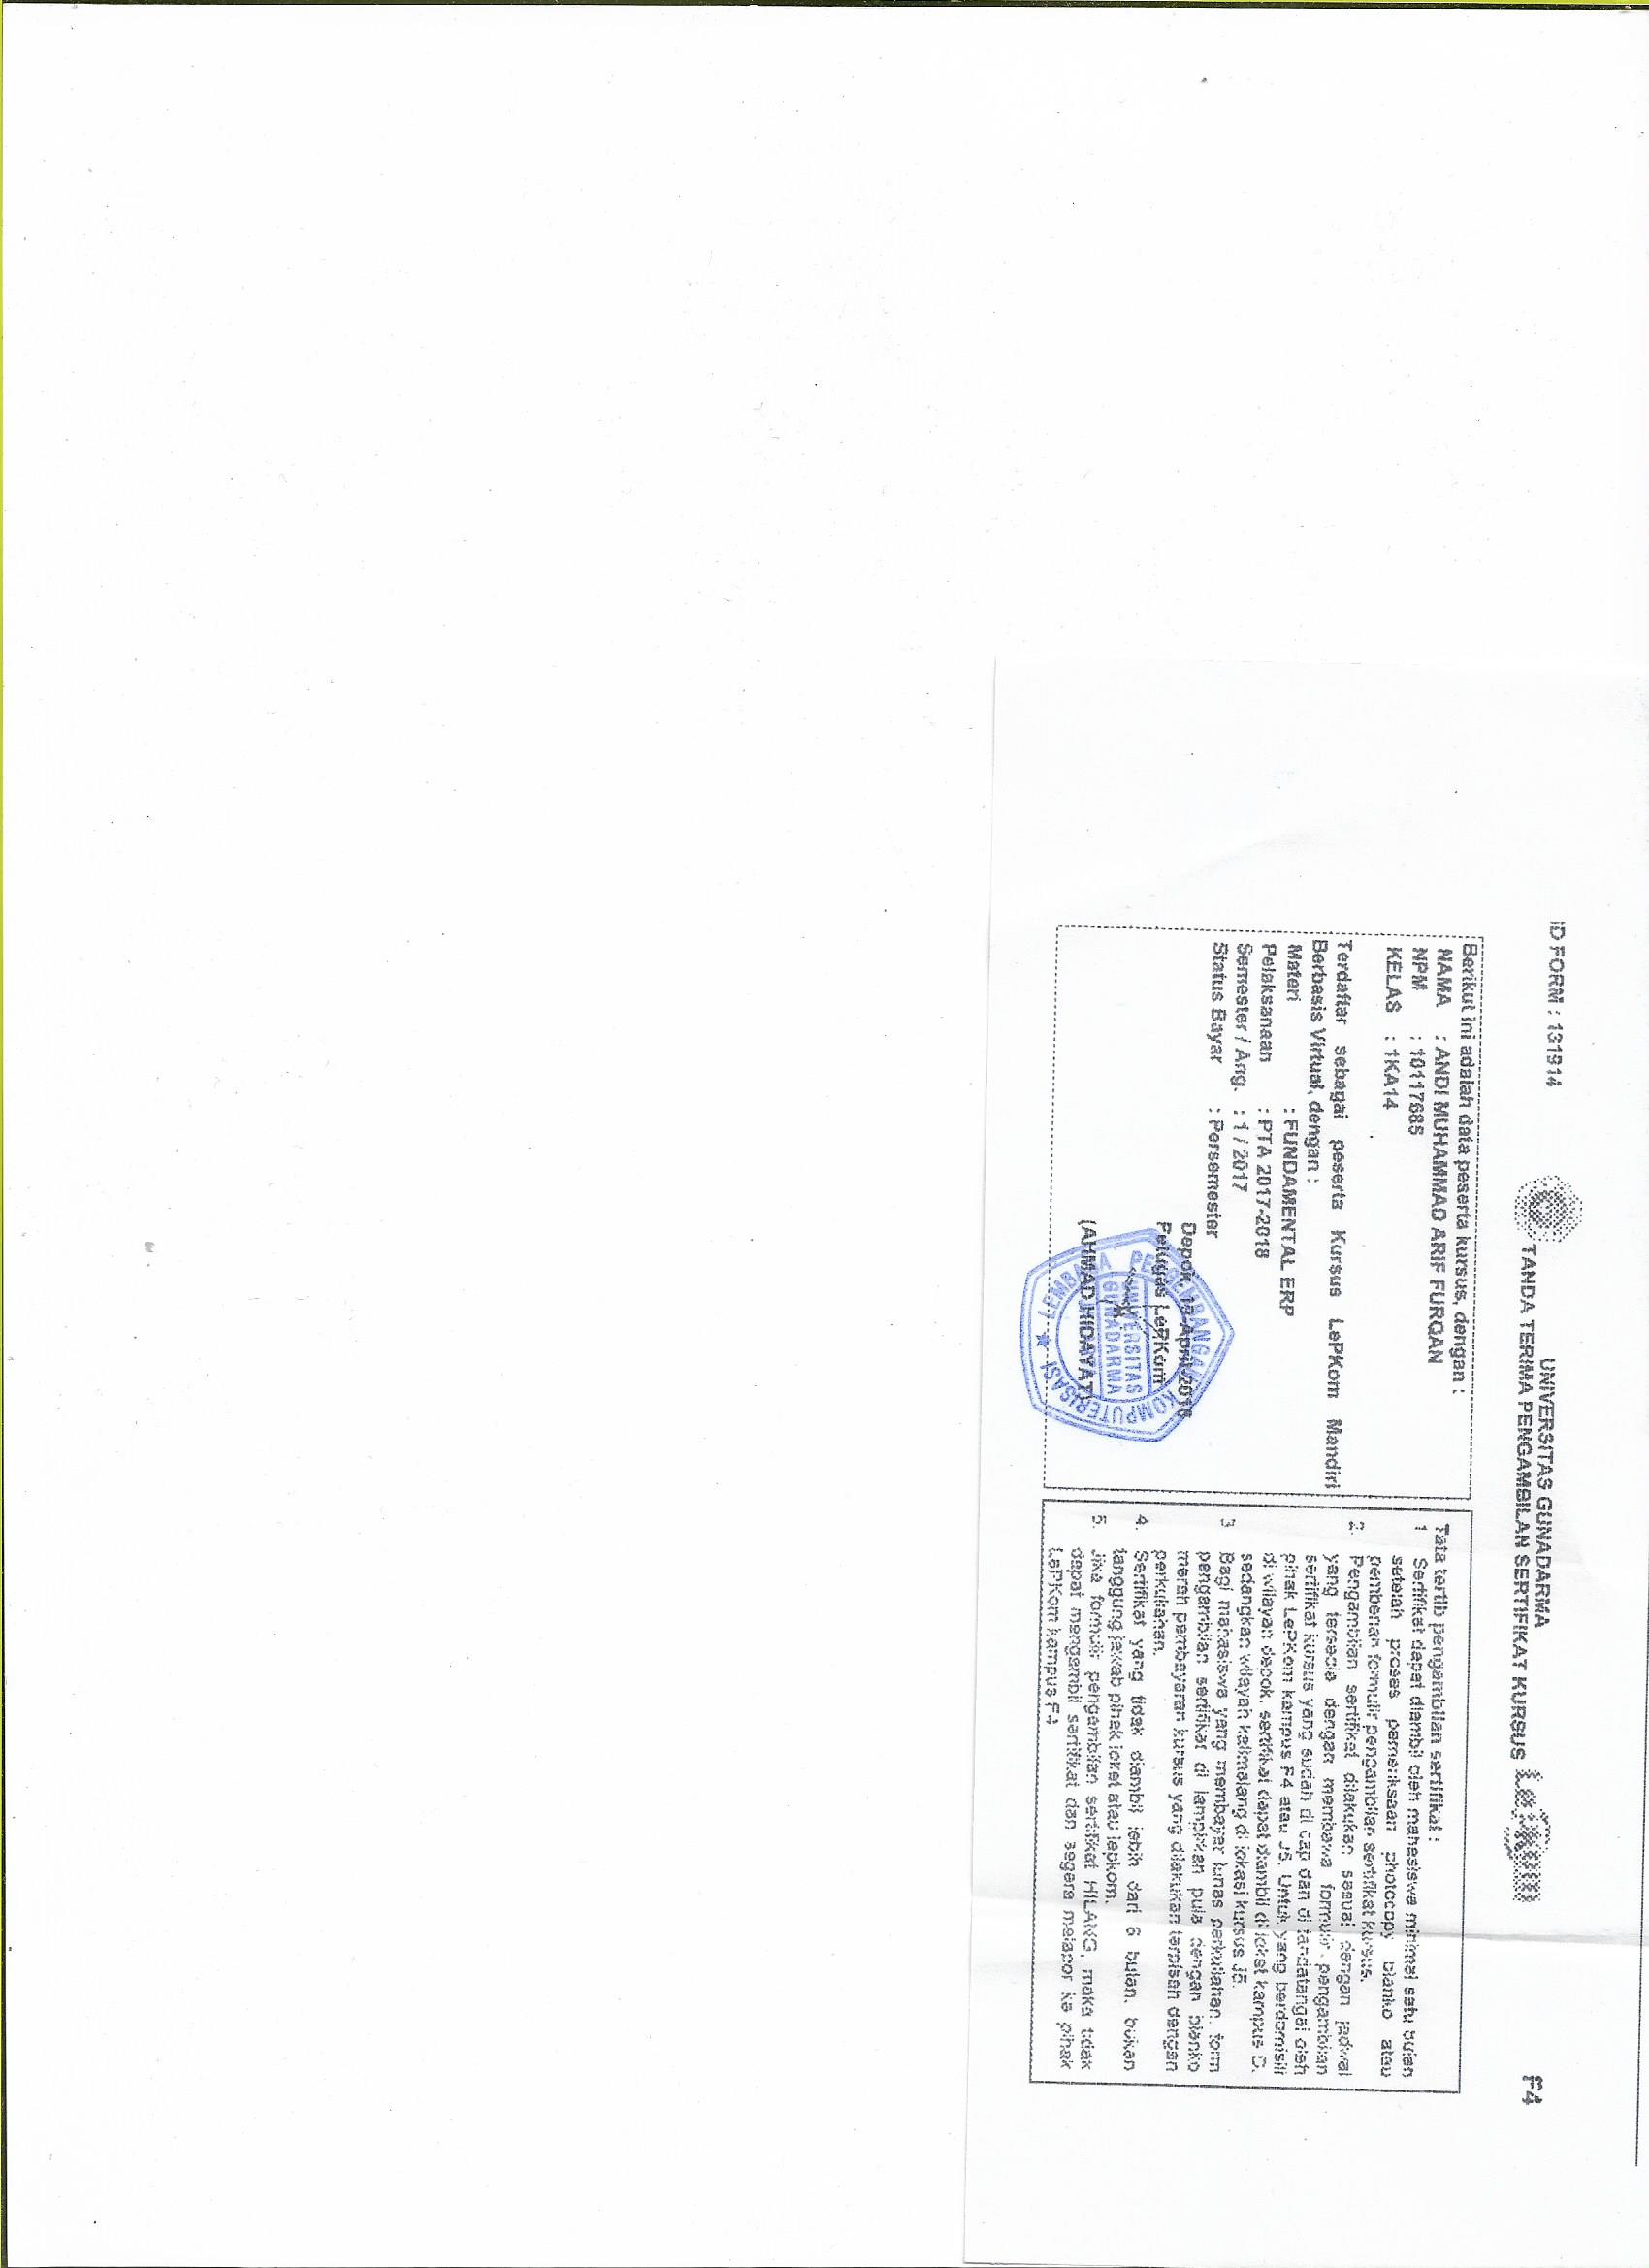 ID FORM : 131914
UNIVERSITAS GUNADARMA
TANDA TERIMA PENGAMBILAN SERTIFIKAT KURSUS LePKom
F4
Berikut ini adalah data peserta kursus, dengan :
NAMA : ANDI MUHAMMAD ARIF FURQAN
NPM : 10117685
KELAS : 1KA14
Terdaftar sebagai peserta Kursus LePKom Mandiri
Berbasis Virtual, dengan :
Materi : FUNDAMENTAL ERP
Pelaksanaan : PTA 2017-2018
Semester / Ang. : 1 / 2017
Status Bayar : Persemester
Depok, April 2018
Petugas LePKom
(AHMAD HIDAYAT)
LEMBAGA PENGEMBANGAN KOMPUTERISASI
UNIVERSITAS
GUNADARMA
Tata tertib pengambilan sertifikat :
1 Sertifikat dapat diambil oleh mahasiswa minimal satu bulan
setelah proses pemeriksaan photocopy blanko atau
pemberian formulir pengambilan sertifikat kursus.
2. Pengambilan sertifikat dilakukan sesuai dengan jadwal
yang tersedia dengan membawa formulir pengambilan
sertifikat kursus yang sudah di cap dan di tandatangai oleh
pihak LePKom kampus F4 atau J5. Untuk yang berdomisili
di wilayah depok, sertifikat dapat diambil di loket kampus D.
sedangkan wilayah kalimalang di lokasi kursus J5.
3 Bagi mahasiswa yang membayar lunas perkuliahan, form
pengambilan sertifikat di lampirkan pula dengan blanko
merah pembayaran kursus yang dilakukan terpisah dengan
perkuliahan.
4. Sertifikat yang tidak diambil lebih dari 6 bulan, bukan
tanggung jawab pihak loket atau lepkom.
5. Jika formulir pengambilan sertifikat HILANG, maka tidak
dapat mengambil sertifikat dan segera melapor ke pihak
LePKom kampus F4